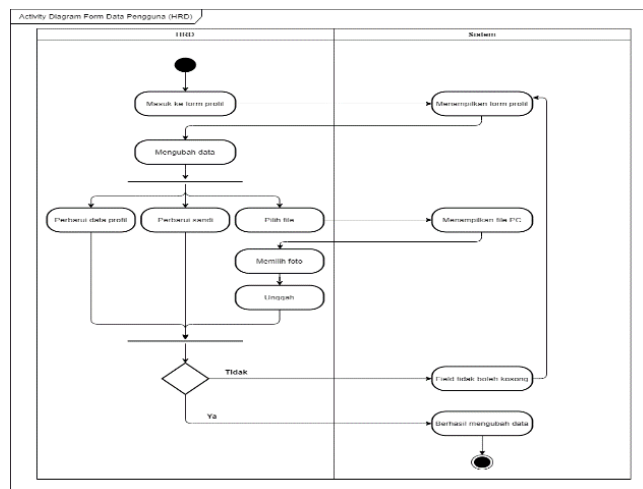 Activity Diagram Form Data Pengguna (HRD)
HRD
Sistem
Masuk ke form profil
Menampilkan form profil
Mengubah data
Perbarui data profil
Perbarui sandi
Pilih file
Menampilkan file PC
Memilih foto
Unggah
Tidak
Field tidak boleh kosong
Ya
Berhasil mengubah data